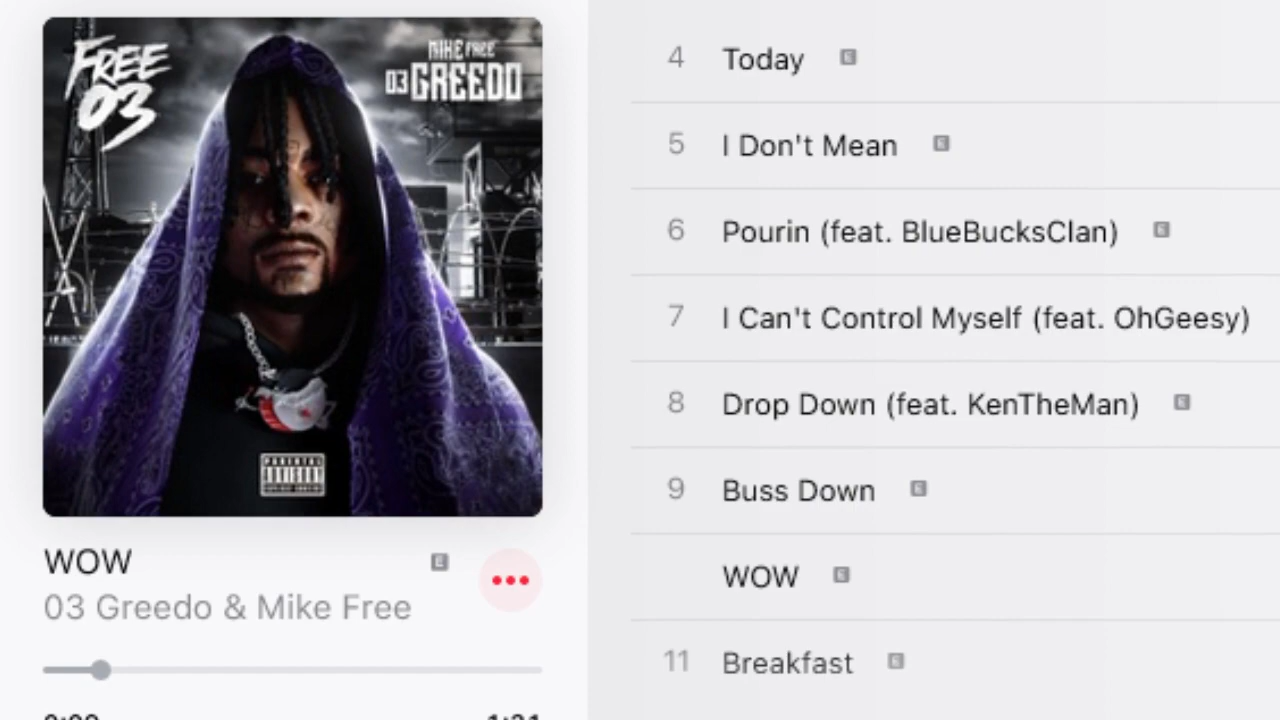 FREE
03
MIKE FREE
03 GREEDO
PARENTAL
ADVISORY
WOW E
03 Greedo & Mike Free
4 Today E
5 I Don't Mean E
6 Pourin (feat. BlueBucksClan) E
7 I Can't Control Myself (feat. OhGeesy)
8 Drop Down (feat. KenTheMan) E
9 Buss Down E
WOW E
11 Breakfast E